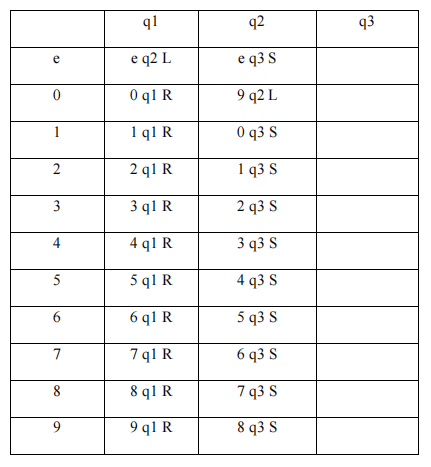 q1 q2 q3
e e q2 L e q3 S
0 0 q1 R 9 q2 L
1 1 q1 R 0 q3 S
2 2 q1 R 1 q3 S
3 3 q1 R 2 q3 S
4 4 q1 R 3 q3 S
5 5 q1 R 4 q3 S
6 6 q1 R 5 q3 S
7 7 q1 R 6 q3 S
8 8 q1 R 7 q3 S
9 9 q1 R 8 q3 S